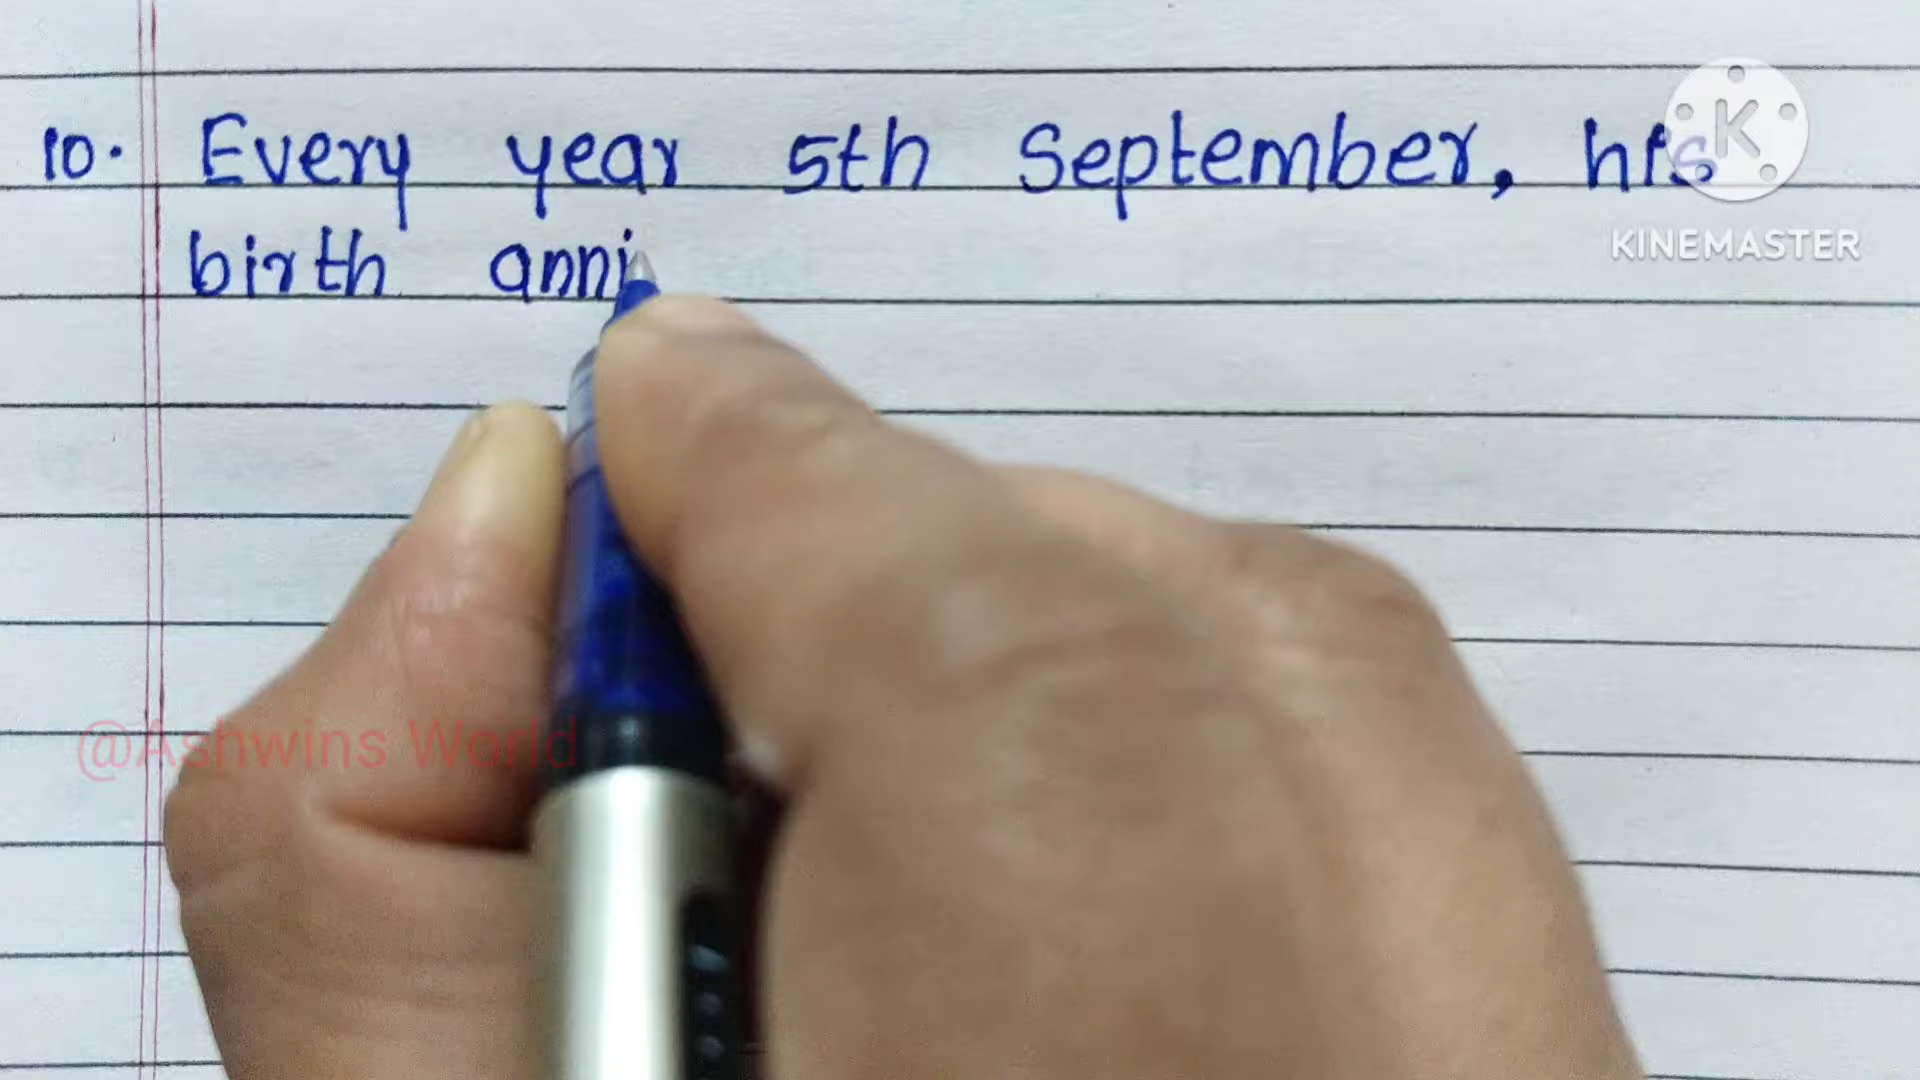 10. Every year 5th September, his
birth anni
KINEMASTER
@Ashwins World